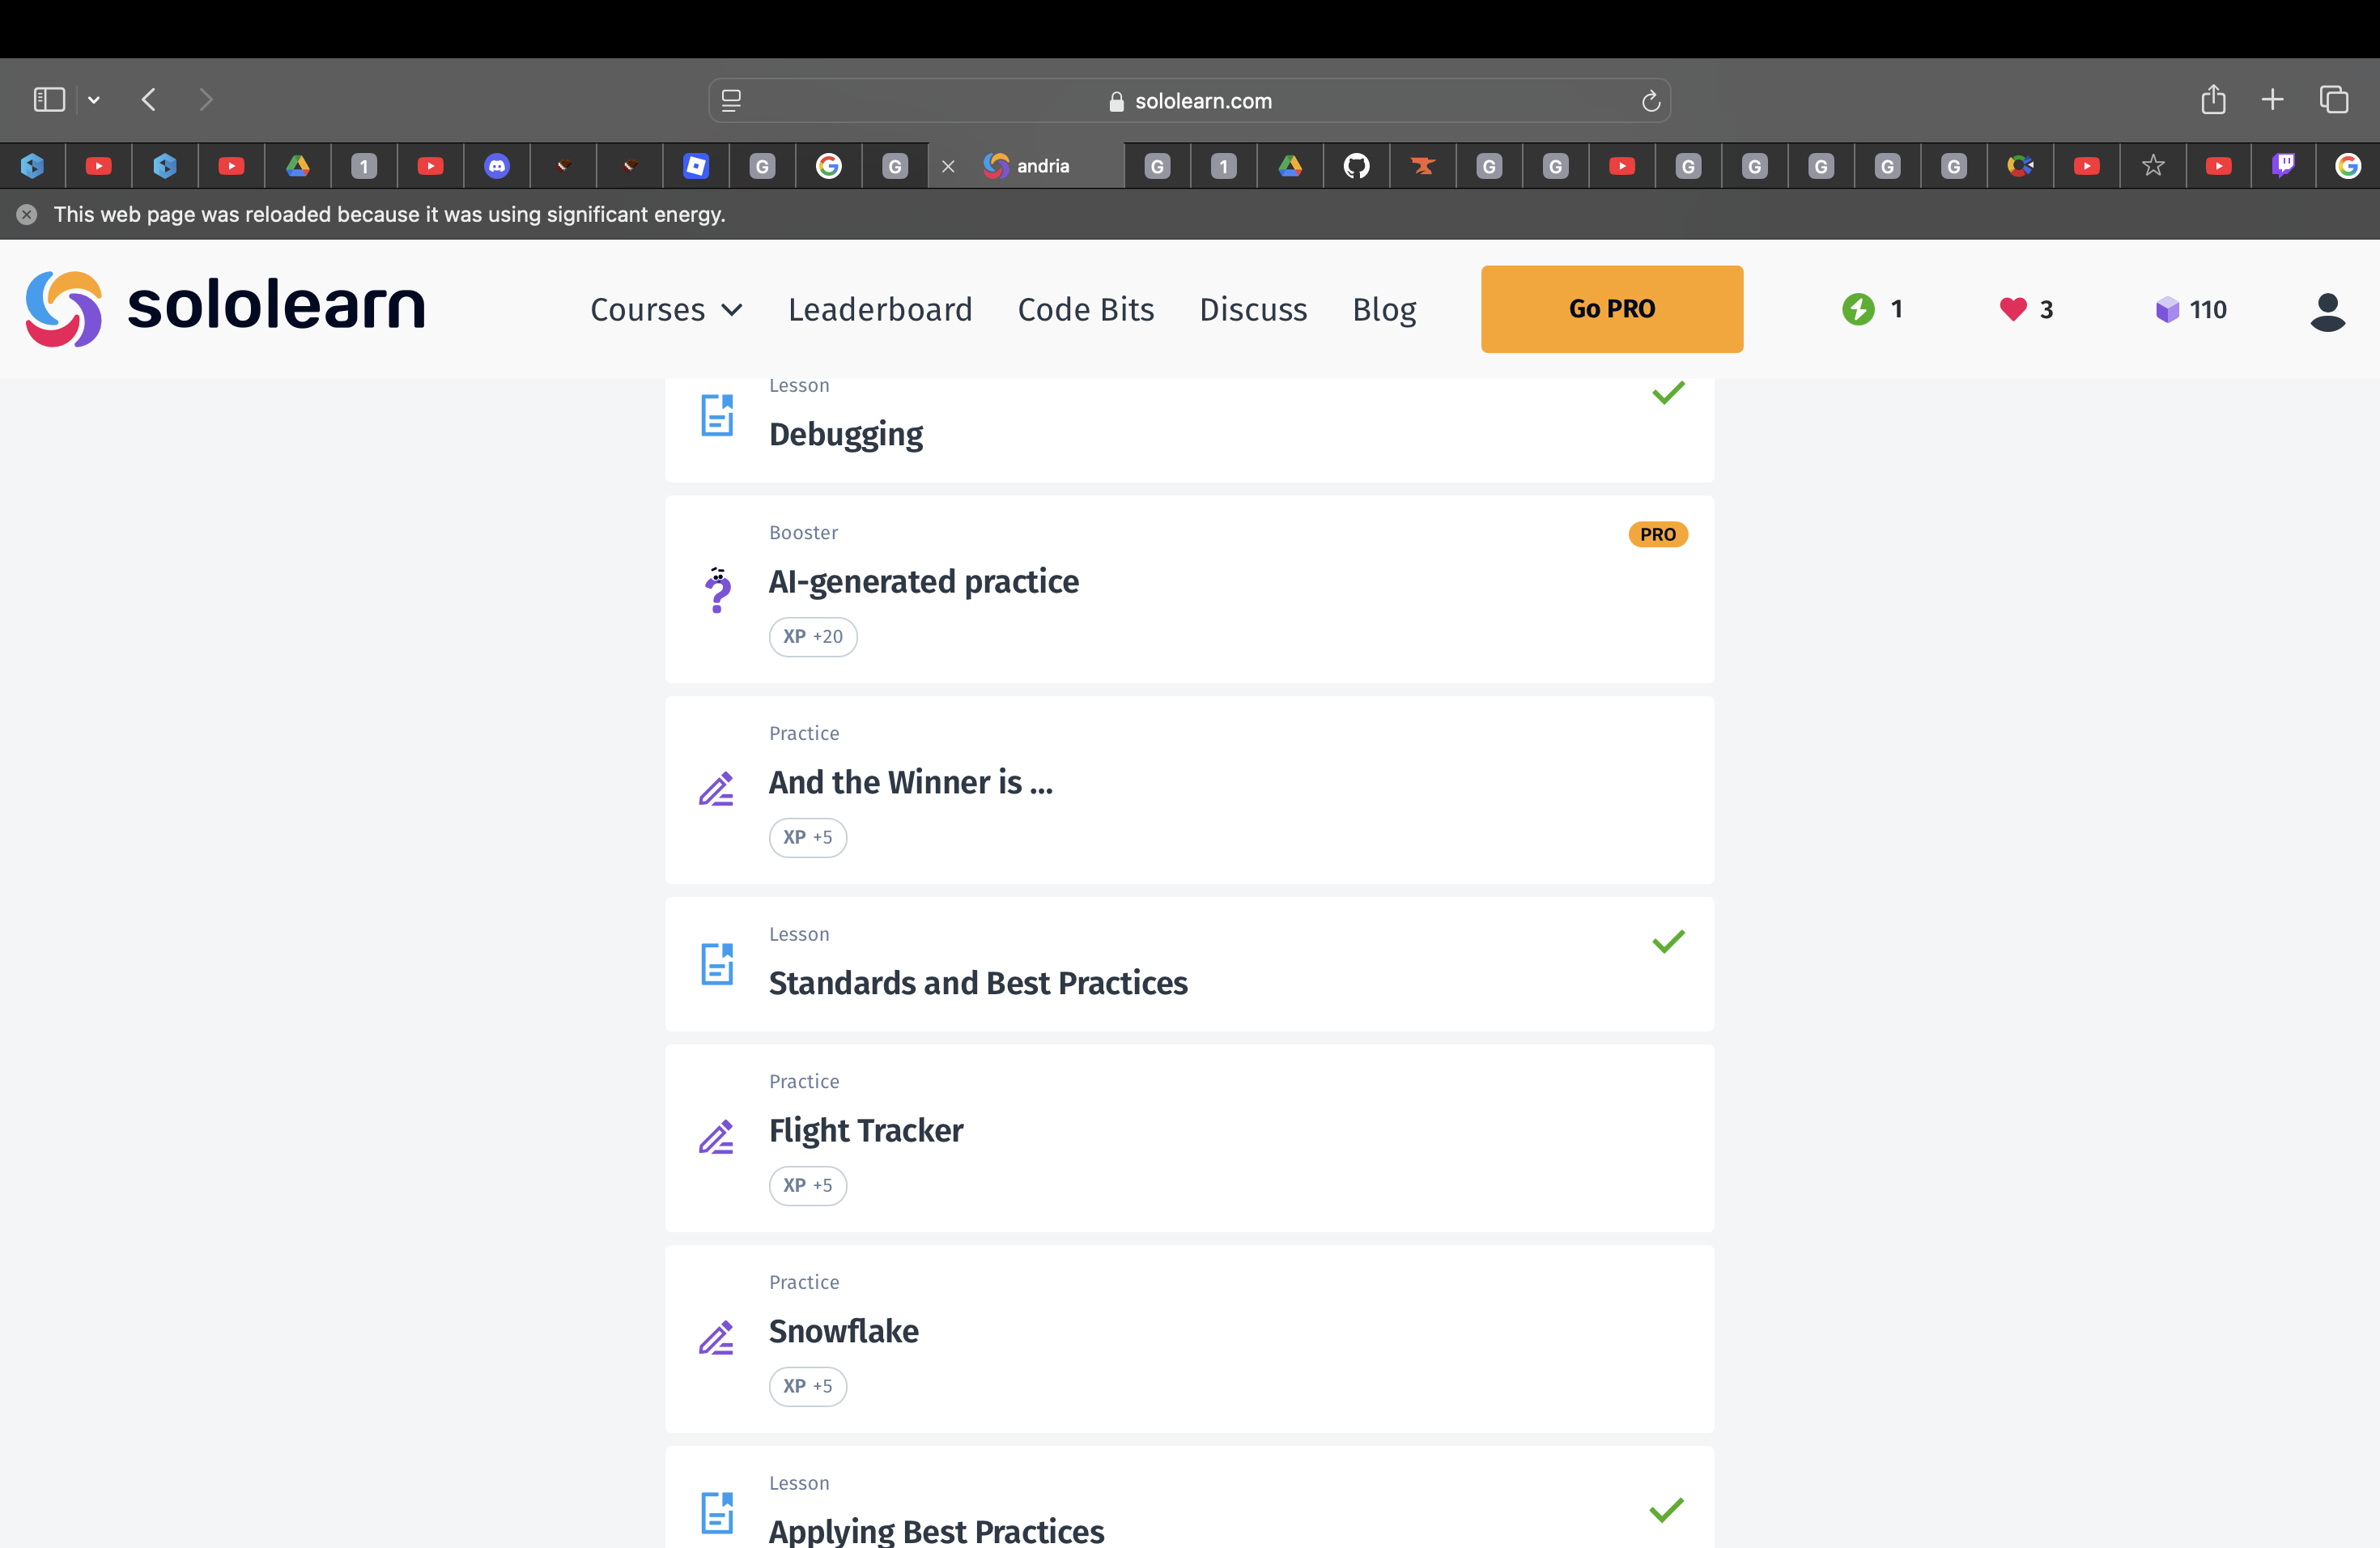 sololearn.com
1
G
G
andria
G
1
G
G
G
G
G
G
G
This web page was reloaded because it was using significant energy.
sololearn
Courses
Leaderboard
Code Bits
Discuss
Blog
Go PRO
1
3
110
Lesson
Debugging
Booster
PRO
AI-generated practice
XP +20
Practice
And the Winner is ...
XP +5
Lesson
Standards and Best Practices
Practice
Flight Tracker
XP +5
Practice
Snowflake
XP +5
Lesson
Applying Best Practices